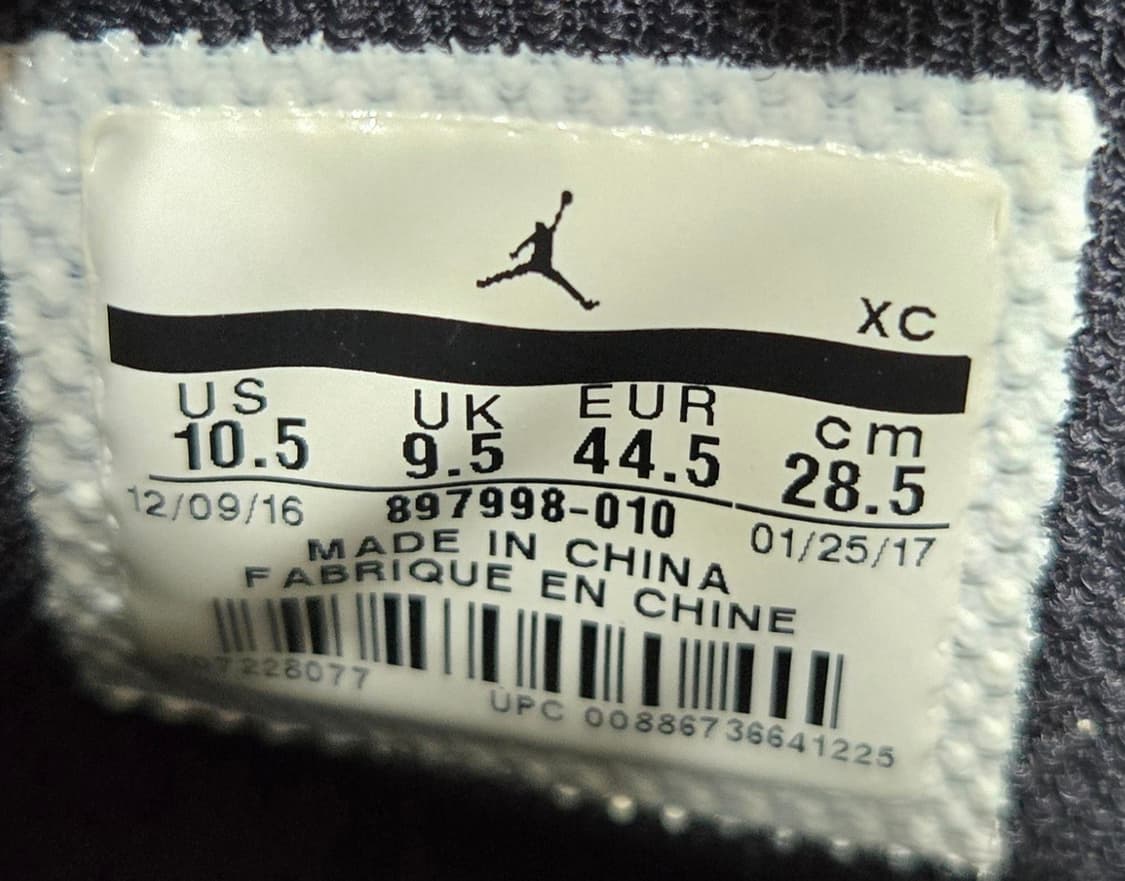 XC
US UK EUR cm
10.5 9.5 44.5 28.5
12/09/16 897998-010 01/25/17
MADE IN CHINA
FABRIQUE EN CHINE
UPC 00886736641225